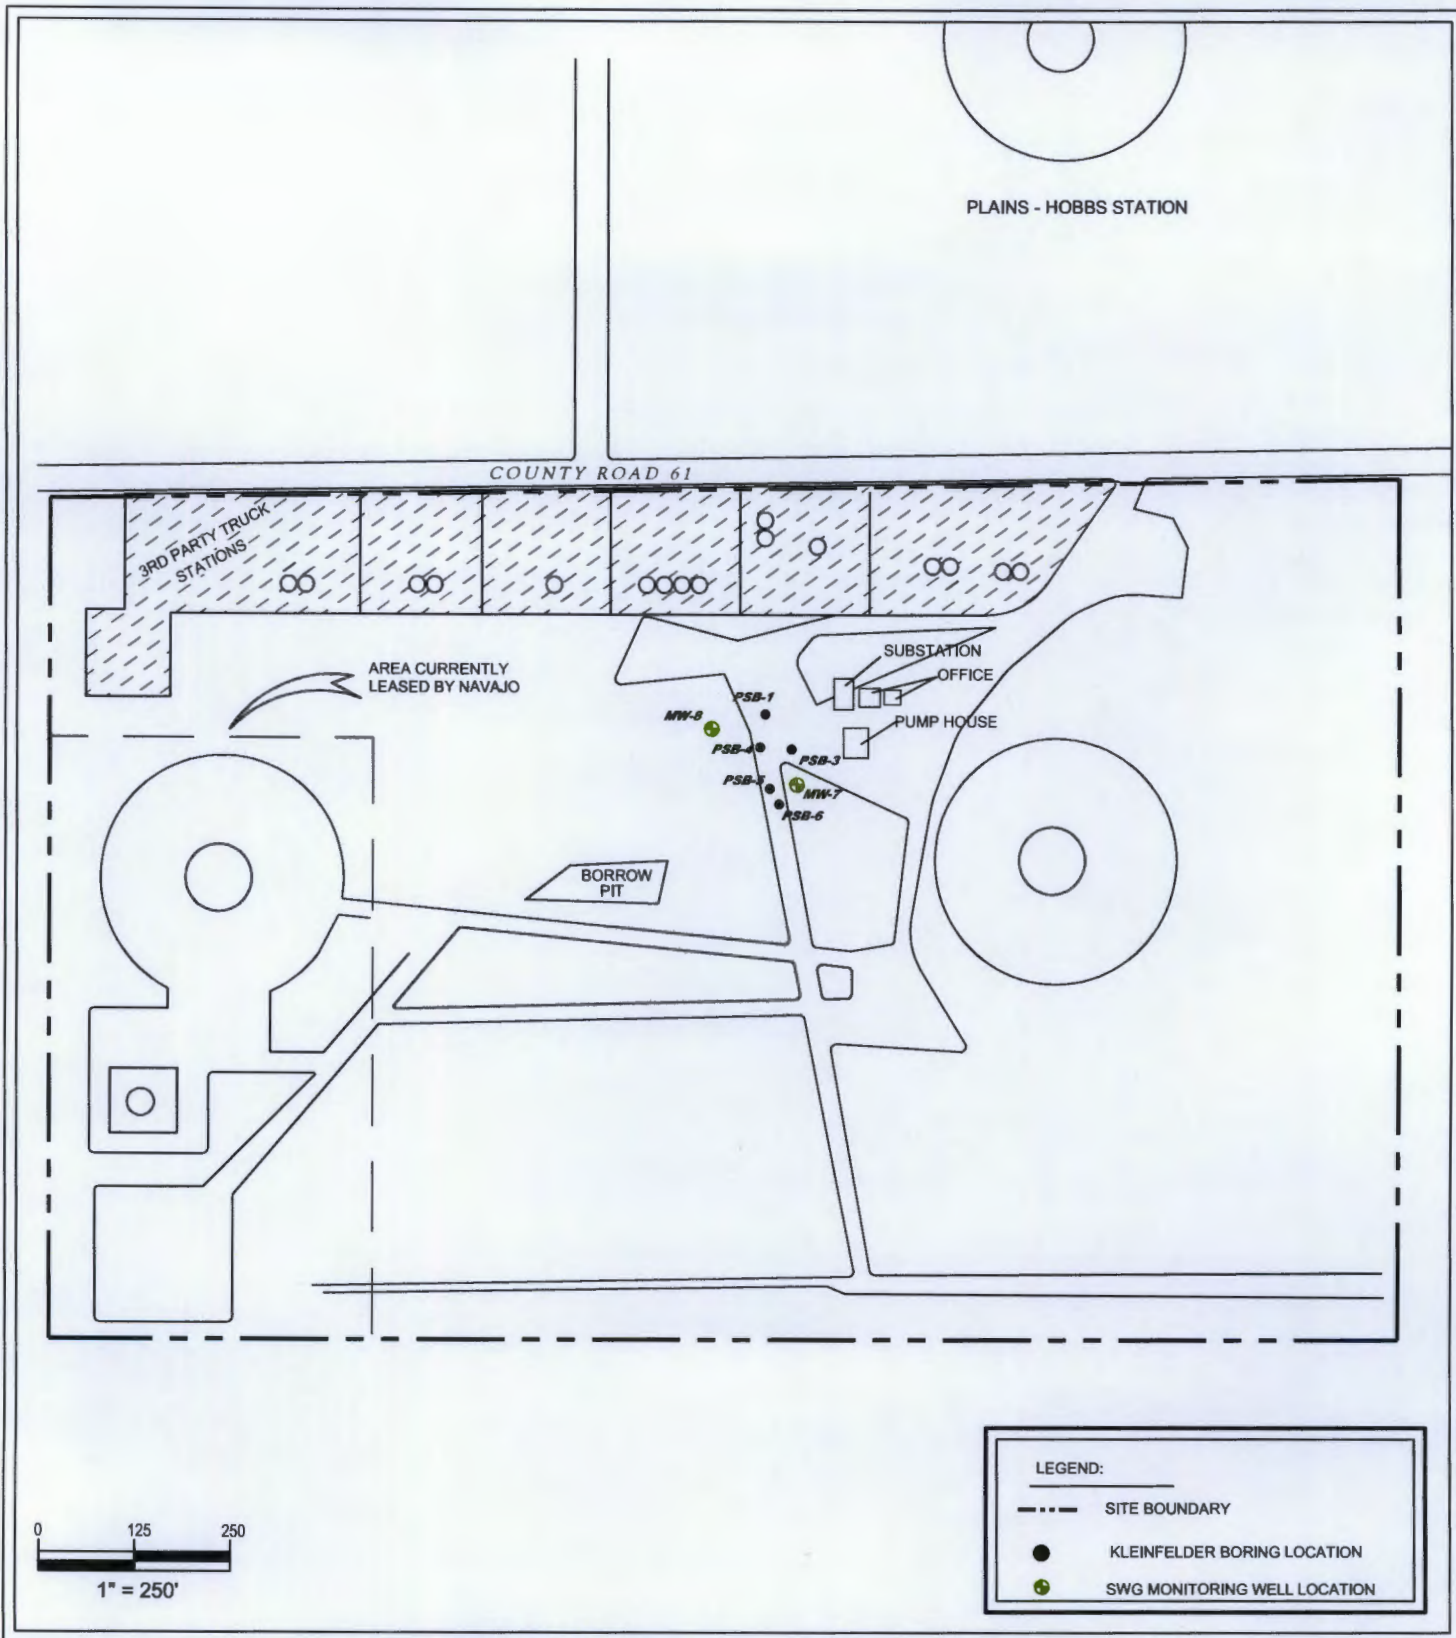 PLAINS - HOBBS STATION
COUNTY ROAD 61
3RD PARTY TRUCK
STATIONS
AREA CURRENTLY
LEASED BY NAVAJO
SUBSTATION
OFFICE
PUMP HOUSE
PSB-1
MW-8
PSB-4
PSB-3
PSB-5
MW-7
PSB-6
BORROW
PIT
LEGEND:
SITE BOUNDARY
KLEINFELDER BORING LOCATION
SWG MONITORING WELL LOCATION
0 125 250
1" = 250'